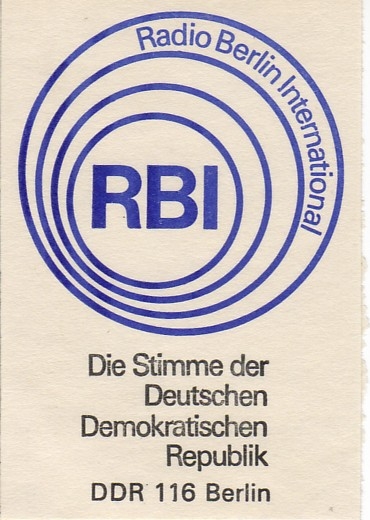 Radio Berlin International
RBI
Die Stimme der
Deutschen
Demokratischen
Republik
DDR 116 Berlin